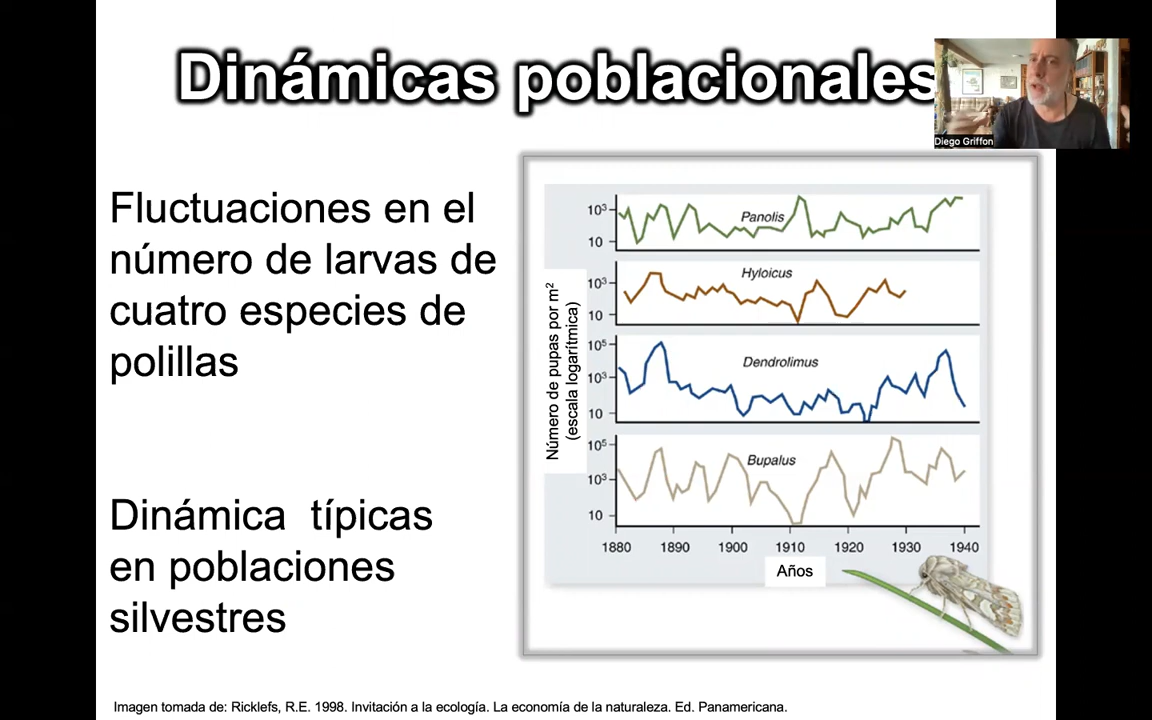 Dinámicas poblacionales
Diego Griffon
Fluctuaciones en el
número de larvas de
cuatro especies de
polillas
Dinámica típicas
en poblaciones
silvestres
Número de pupas por m²
(escala logarítmica)
10³
10
Panolis
10³
10
Hyloicus
10⁵
10³
10
Dendrolimus
10⁵
10³
10
Bupalus
1880 1890 1900 1910 1920 1930 1940
Años
Imagen tomada de: Ricklefs, R.E. 1998. Invitación a la ecología. La economía de la naturaleza. Ed. Panamericana.